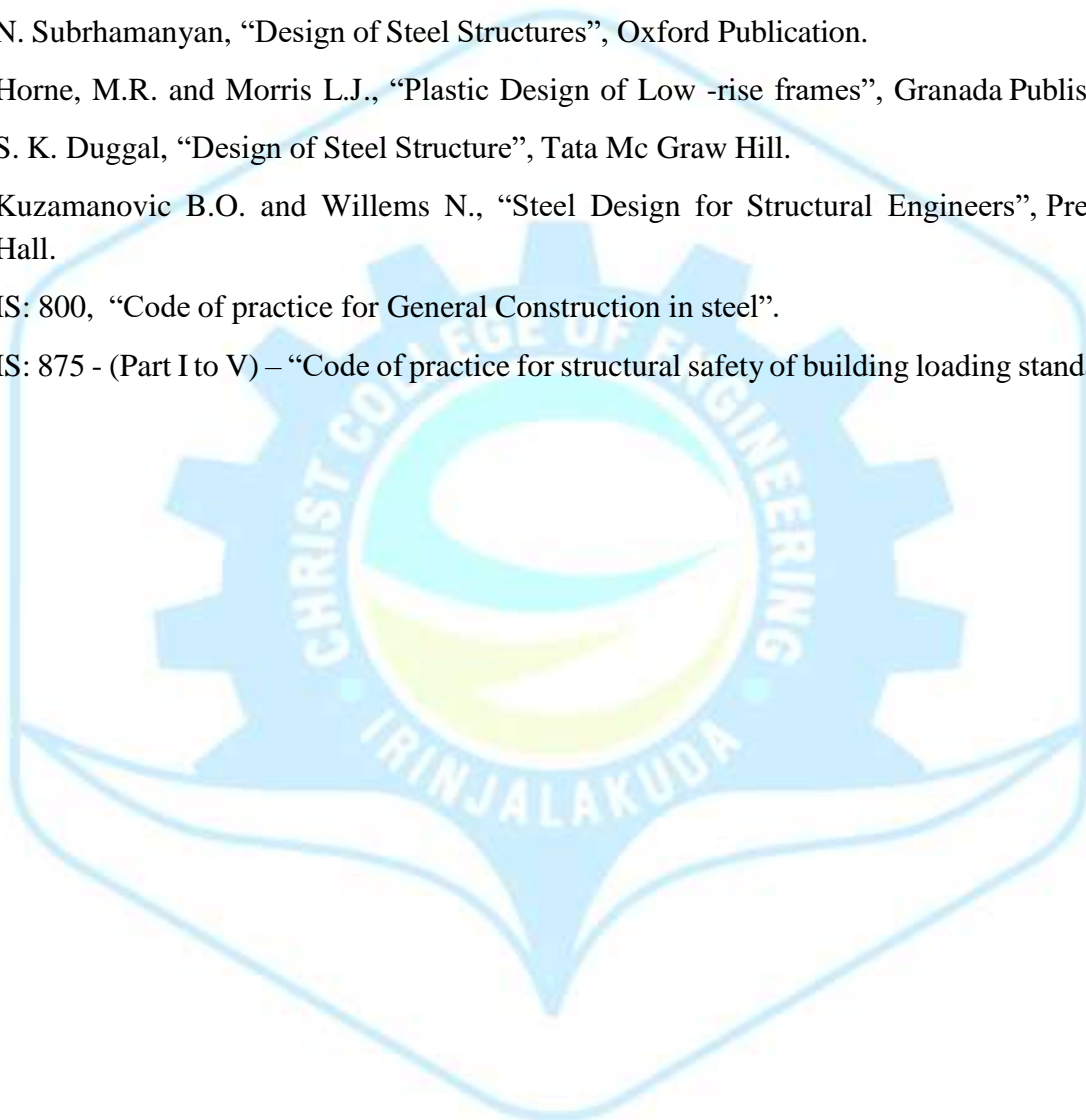 N. Subrhamanyan, “Design of Steel Structures”, Oxford Publication.
Horne, M.R. and Morris L.J., “Plastic Design of Low -rise frames”, Granada Publis
S. K. Duggal, “Design of Steel Structure”, Tata Mc Graw Hill.
Kuzamanovic B.O. and Willems N., “Steel Design for Structural Engineers”, Pre
Hall.
IS: 800, “Code of practice for General Construction in steel”.
IS: 875 - (Part I to V) – “Code of practice for structural safety of building loading stand
CHRIST COLLEGE OF ENGINEERING
IRINJALAKUDA